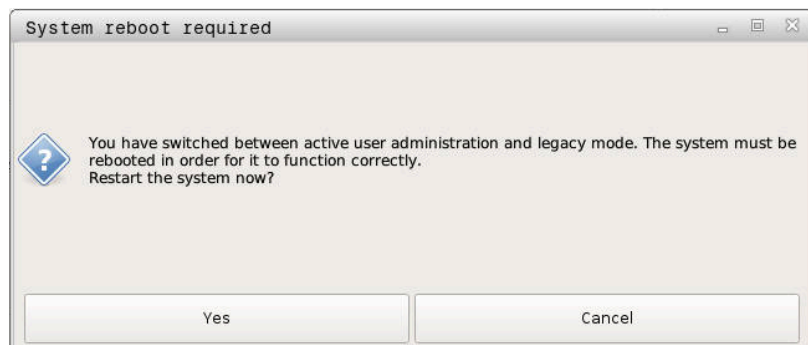 System reboot required
You have switched between active user administration and legacy mode. The system must be
rebooted in order for it to function correctly.
Restart the system now?
Yes
Cancel